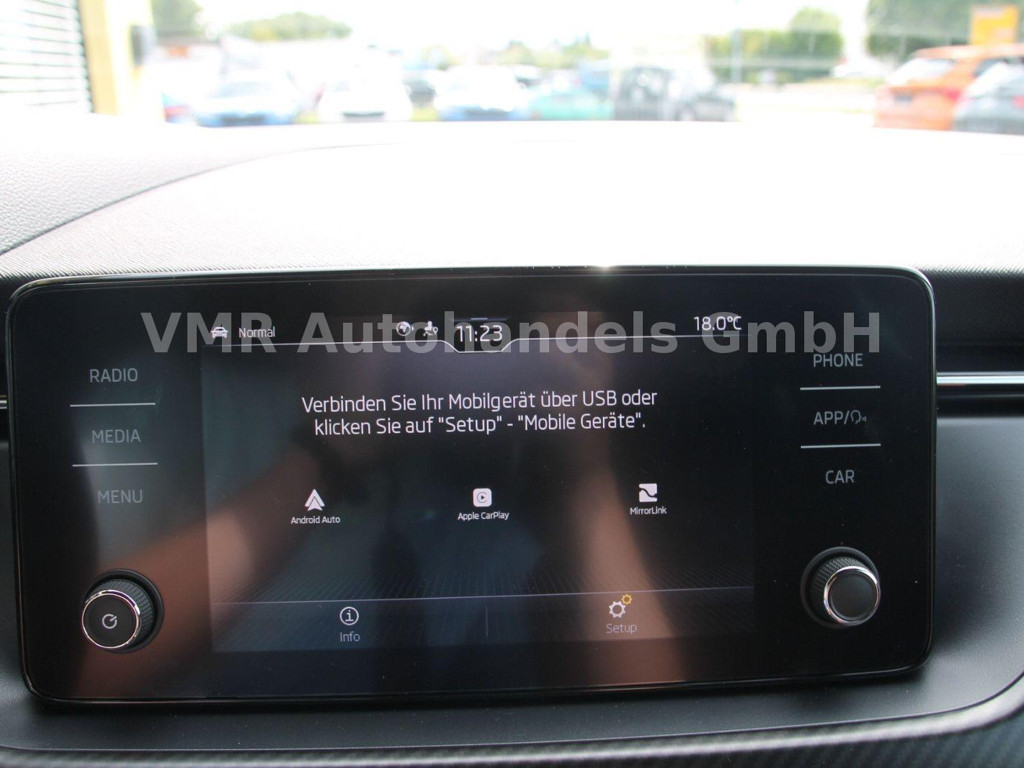 VMR Autohandels GmbH
Normal
11:23
18.0°C
RADIO
MEDIA
MENU
PHONE
APP/
CAR
Verbinden Sie Ihr Mobilgerät über USB oder
klicken Sie auf "Setup" - "Mobile Geräte".
Android Auto
Apple CarPlay
MirrorLink
Info
Setup